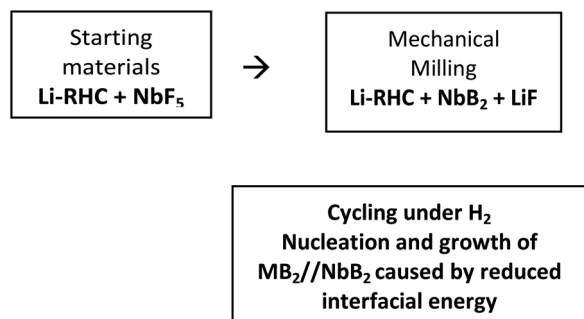 Starting
materials
Li-RHC + NbF₅
→
Mechanical
Milling
Li-RHC + NbB₂ + LiF
Cycling under H₂
Nucleation and growth of
MB₂//NbB₂ caused by reduced
interfacial energy